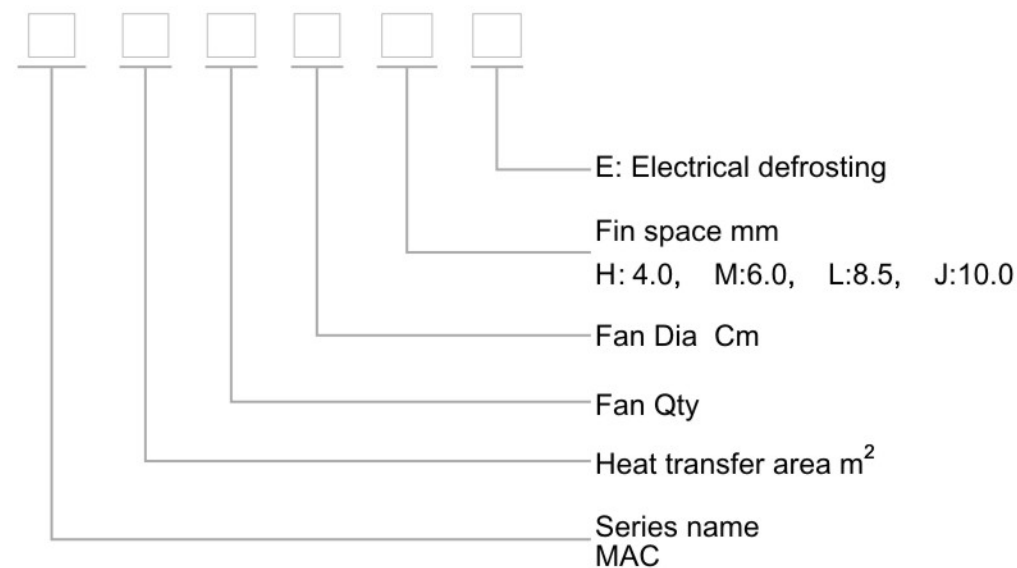 E: Electrical defrosting
Fin space mm
H: 4.0, M:6.0, L:8.5, J:10.0
Fan Dia Cm
Fan Qty
Heat transfer area m²
Series name
MAC